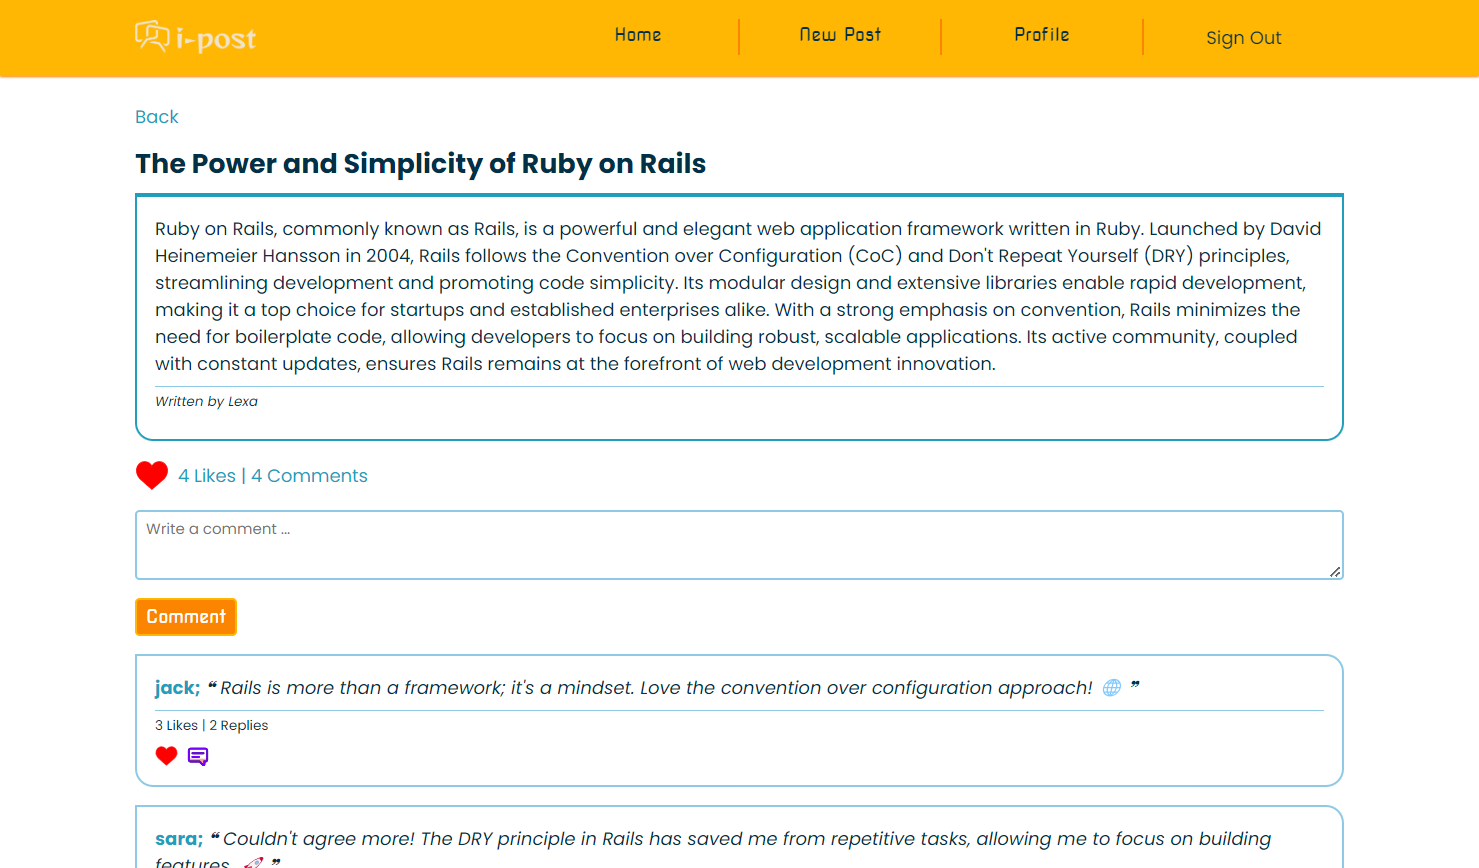 i-post
Home
New Post
Profile
Sign Out
Back
The Power and Simplicity of Ruby on Rails
Ruby on Rails, commonly known as Rails, is a powerful and elegant web application framework written in Ruby. Launched by David
Heinemeier Hansson in 2004, Rails follows the Convention over Configuration (CoC) and Don't Repeat Yourself (DRY) principles,
streamlining development and promoting code simplicity. Its modular design and extensive libraries enable rapid development,
making it a top choice for startups and established enterprises alike. With a strong emphasis on convention, Rails minimizes the
need for boilerplate code, allowing developers to focus on building robust, scalable applications. Its active community, coupled
with constant updates, ensures Rails remains at the forefront of web development innovation.
Written by Lexa
4 Likes | 4 Comments
Write a comment ...
Comment
jack; ❝ Rails is more than a framework; it's a mindset. Love the convention over configuration approach! 🌐 ❞
3 Likes | 2 Replies
sara; ❝ Couldn't agree more! The DRY principle in Rails has saved me from repetitive tasks, allowing me to focus on building
features. 🚀 ❞